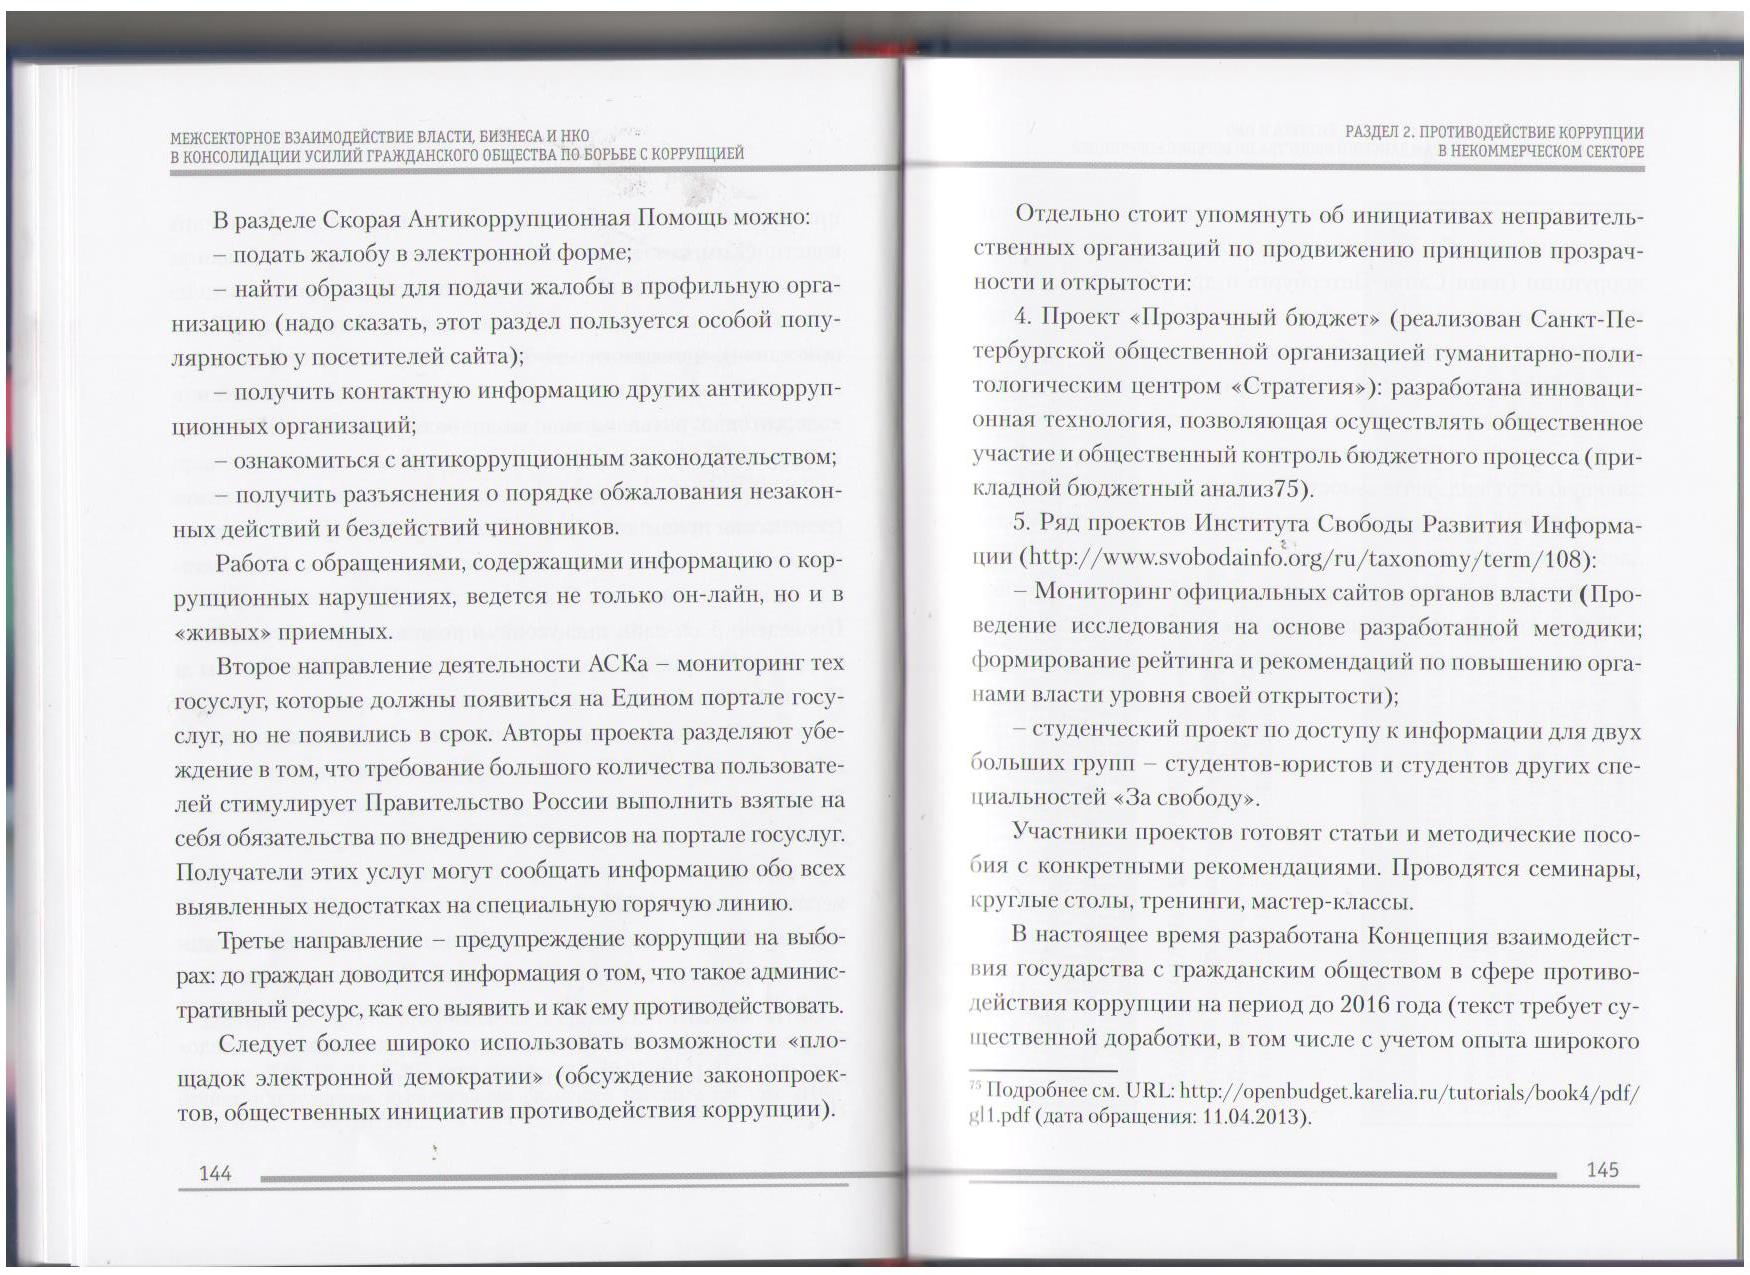 МЕЖСЕКТОРНОЕ ВЗАИМОДЕЙСТВИЕ ВЛАСТИ, БИЗНЕСА И НКО
В КОНСОЛИДАЦИИ УСИЛИЙ ГРАЖДАНСКОГО ОБЩЕСТВА ПО БОРЬБЕ С КОРРУПЦИЕЙ
В разделе Скорая Антикоррупционная Помощь можно:
– подать жалобу в электронной форме;
– найти образцы для подачи жалобы в профильную орга-
низацию (надо сказать, этот раздел пользуется особой попу-
лярностью у посетителей сайта);
– получить контактную информацию других антикорруп-
ционных организаций;
– ознакомиться с антикоррупционным законодательством;
– получить разъяснения о порядке обжалования незакон-
ных действий и бездействий чиновников.
Работа с обращениями, содержащими информацию о кор-
рупционных нарушениях, ведется не только он-лайн, но и в
«живых» приемных.
Второе направление деятельности АСКа – мониторинг тех
госуслуг, которые должны появиться на Едином портале госу-
слуг, но не появились в срок. Авторы проекта разделяют убе-
ждение в том, что требование большого количества пользовате-
лей стимулирует Правительство России выполнить взятые на
себя обязательства по внедрению сервисов на портале госуслуг.
Получатели этих услуг могут сообщать информацию обо всех
выявленных недостатках на специальную горячую линию.
Третье направление – предупреждение коррупции на выбо-
рах: до граждан доводится информация о том, что такое админис-
тративный ресурс, как его выявить и как ему противодействовать.
Следует более широко использовать возможности «пло-
щадок электронной демократии» (обсуждение законопроек-
тов, общественных инициатив противодействия коррупции).
144
РАЗДЕЛ 2. ПРОТИВОДЕЙСТВИЕ КОРРУПЦИИ
В НЕКОММЕРЧЕСКОМ СЕКТОРЕ
Отдельно стоит упомянуть об инициативах неправитель-
ственных организаций по продвижению принципов прозрач-
ности и открытости:
4. Проект «Прозрачный бюджет» (реализован Санкт-Пе-
тербургской общественной организацией гуманитарно-поли-
тологическим центром «Стратегия»): разработана инноваци-
онная технология, позволяющая осуществлять общественное
участие и общественный контроль бюджетного процесса (при-
кладной бюджетный анализ75).
5. Ряд проектов Института Свободы Развития Информа-
ции (http://www.svobodainfo.org/ru/taxonomy/term/108):
– Мониторинг официальных сайтов органов власти (Про-
ведение исследования на основе разработанной методики;
формирование рейтинга и рекомендаций по повышению орга-
нами власти уровня своей открытости);
– студенческий проект по доступу к информации для двух
больших групп – студентов-юристов и студентов других спе-
циальностей «За свободу».
Участники проектов готовят статьи и методические посо-
бия с конкретными рекомендациями. Проводятся семинары,
круглые столы, тренинги, мастер-классы.
В настоящее время разработана Концепция взаимодейст-
вия государства с гражданским обществом в сфере противо-
действия коррупции на период до 2016 года (текст требует су-
щественной доработки, в том числе с учетом опыта широкого
75 Подробнее см. URL: http://openbudget.karelia.ru/tutorials/book4/pdf/
gl1.pdf (дата обращения: 11.04.2013).
145